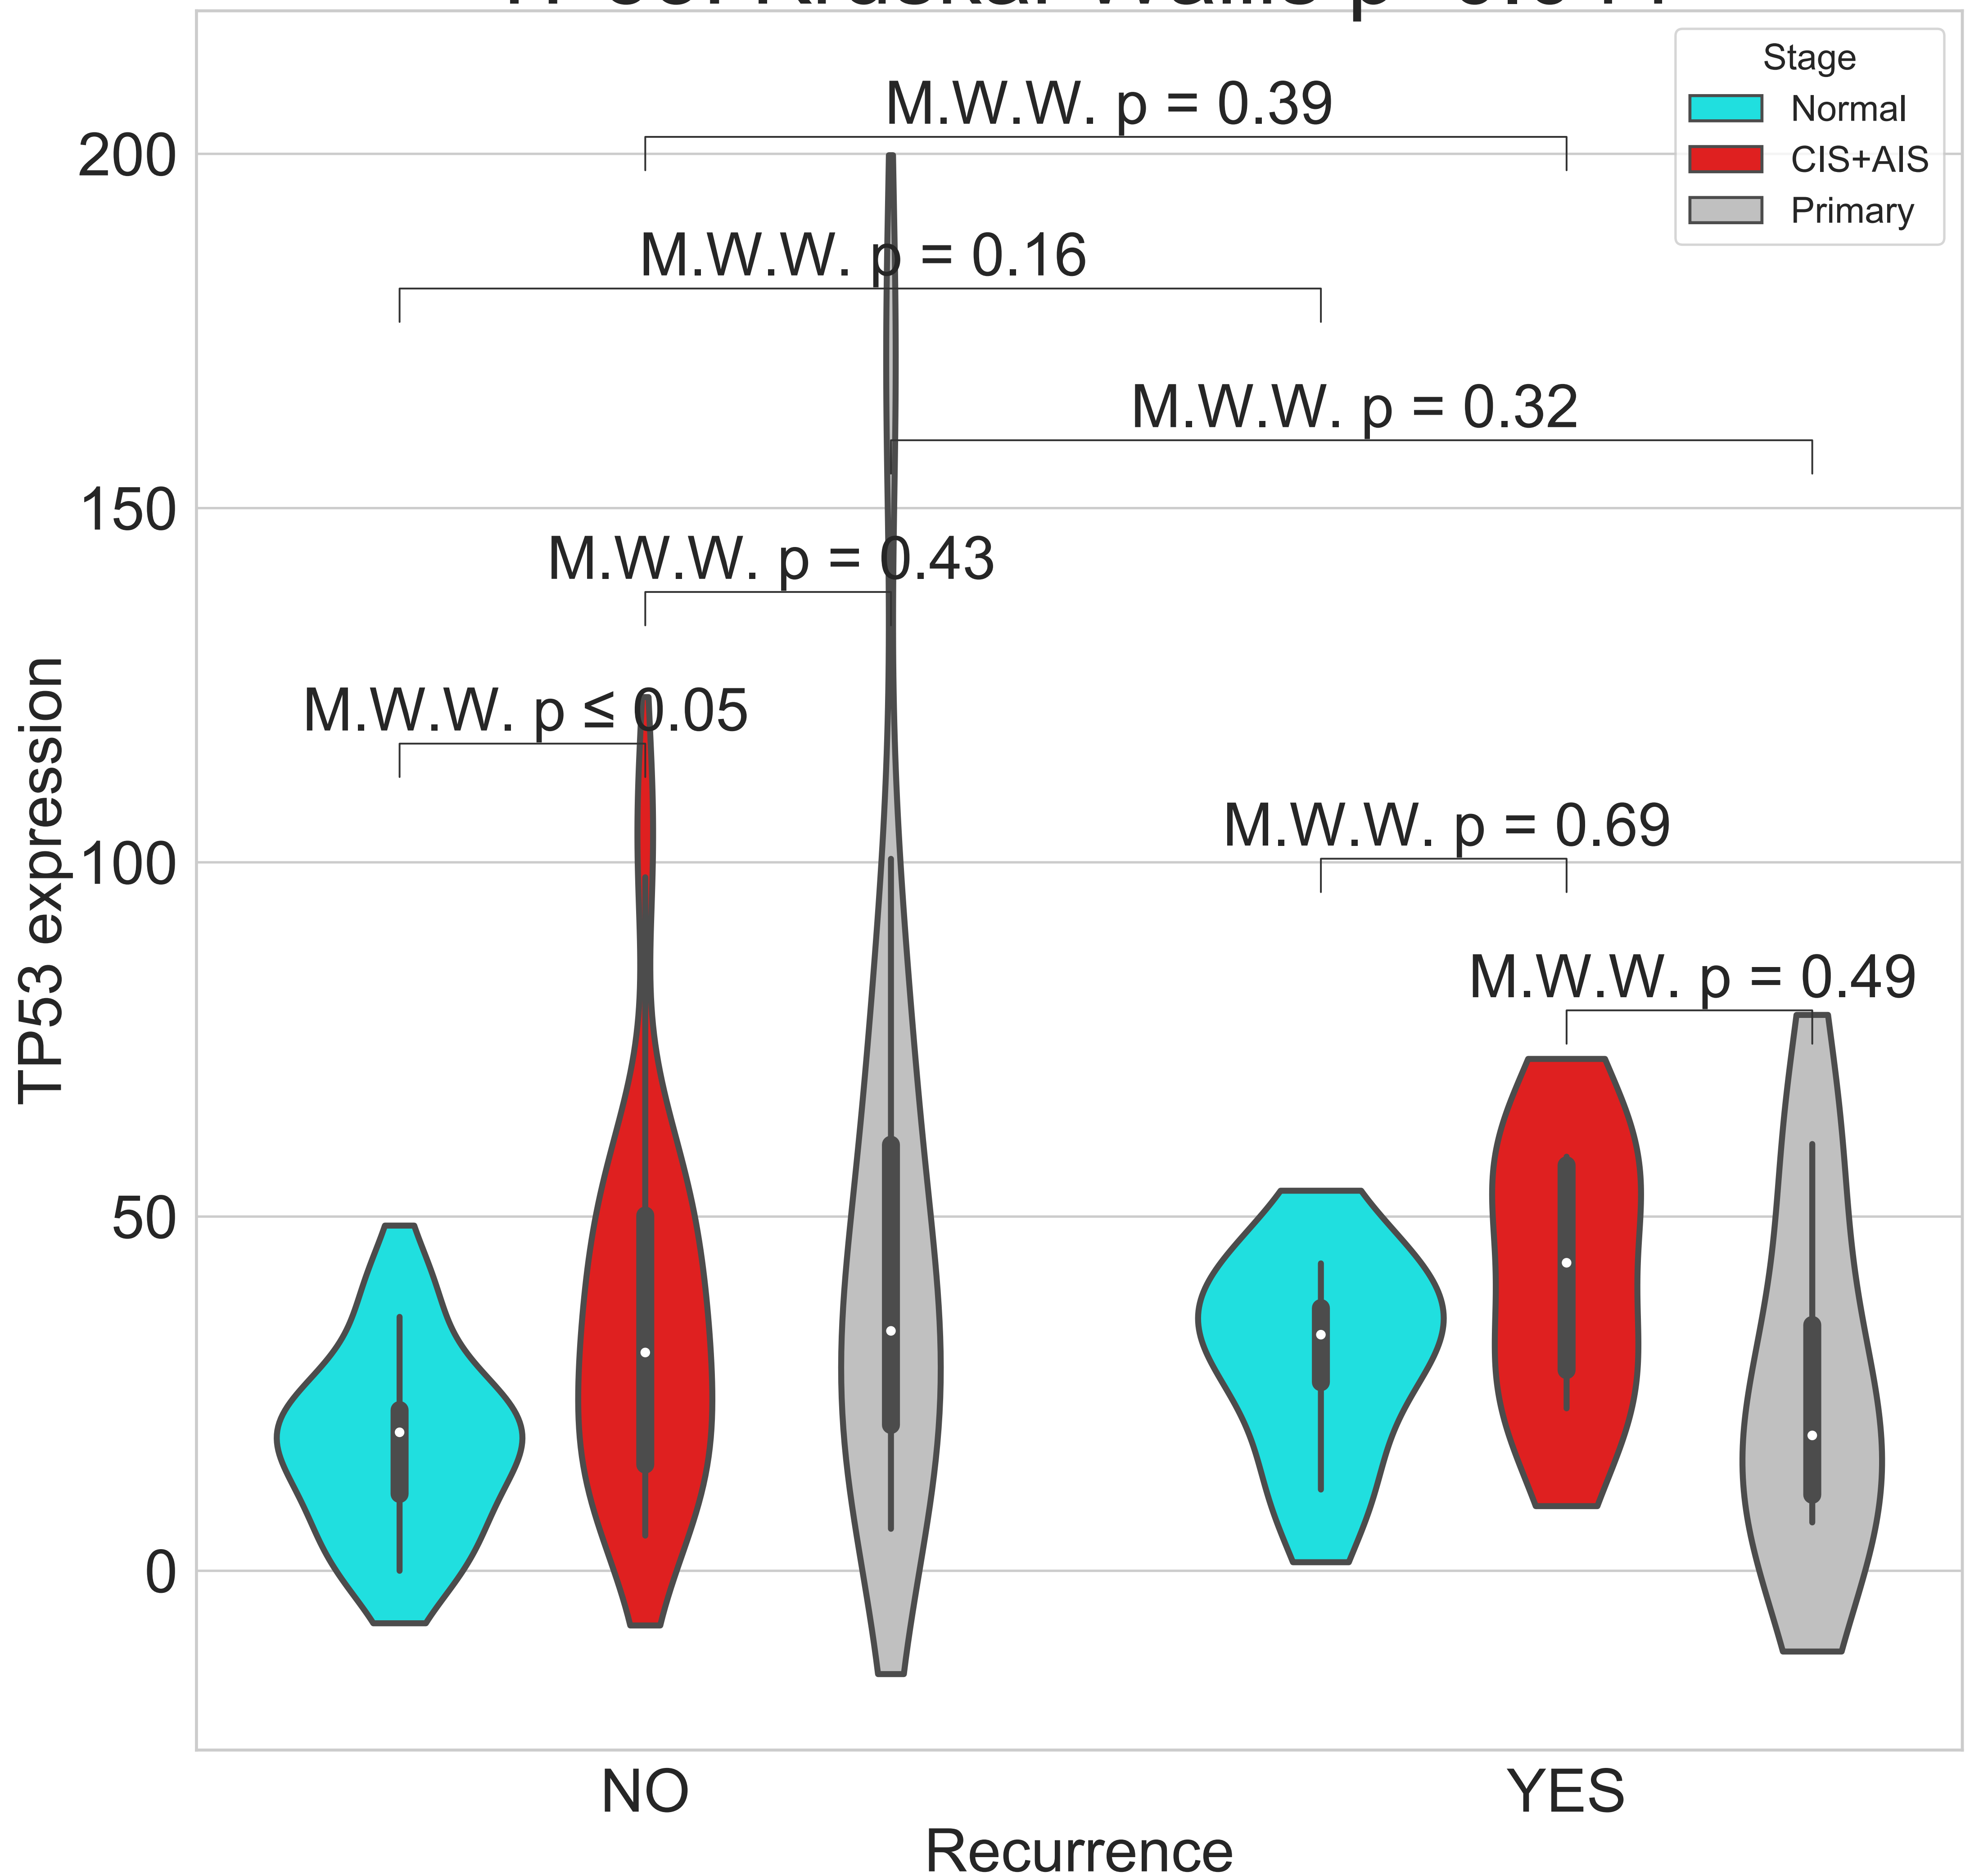 Stage
Normal
CIS+AIS
Primary
M.W.W. p = 0.39
M.W.W. p = 0.16
M.W.W. p = 0.32
M.W.W. p = 0.43
M.W.W. p ≤ 0.05
M.W.W. p = 0.69
M.W.W. p = 0.49
200
150
100
50
0
TP53 expression
NO
YES
Recurrence